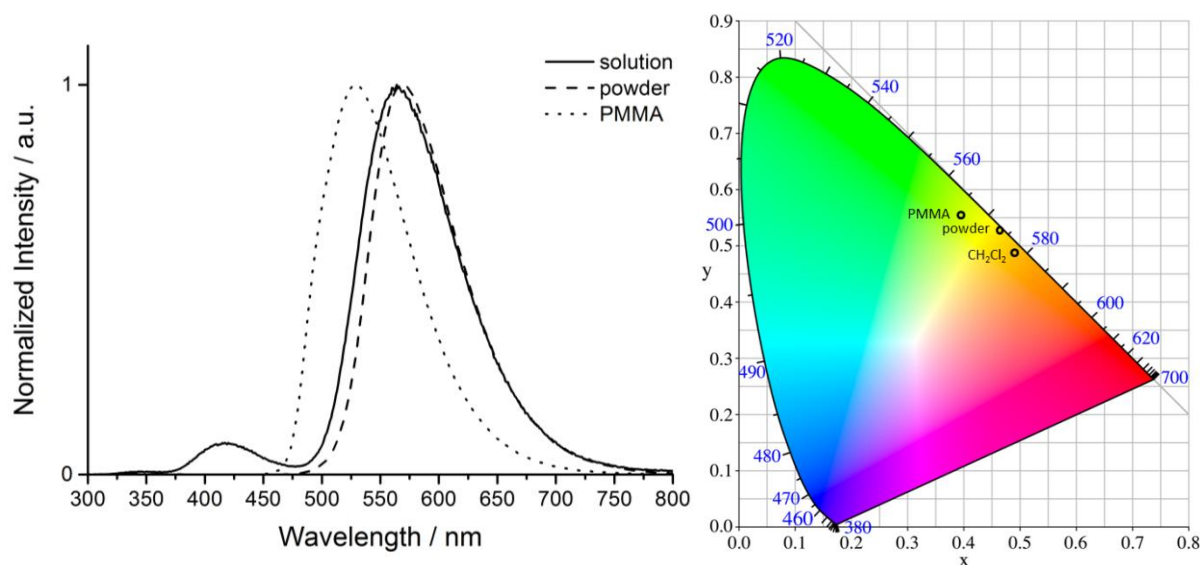 Normalized Intensity / a.u.
1
0
solution
powder
PMMA
300 350 400 450 500 550 600 650 700 750 800
Wavelength / nm
0.9
0.8
0.7
0.6
0.5
y
0.4
0.3
0.2
0.1
0.0
520
540
560
500
580
600
620
700
490
480
470
460
380
PMMA
powder
CH₂Cl₂
0.0 0.1 0.2 0.3 0.4 0.5 0.6 0.7 0.8
x